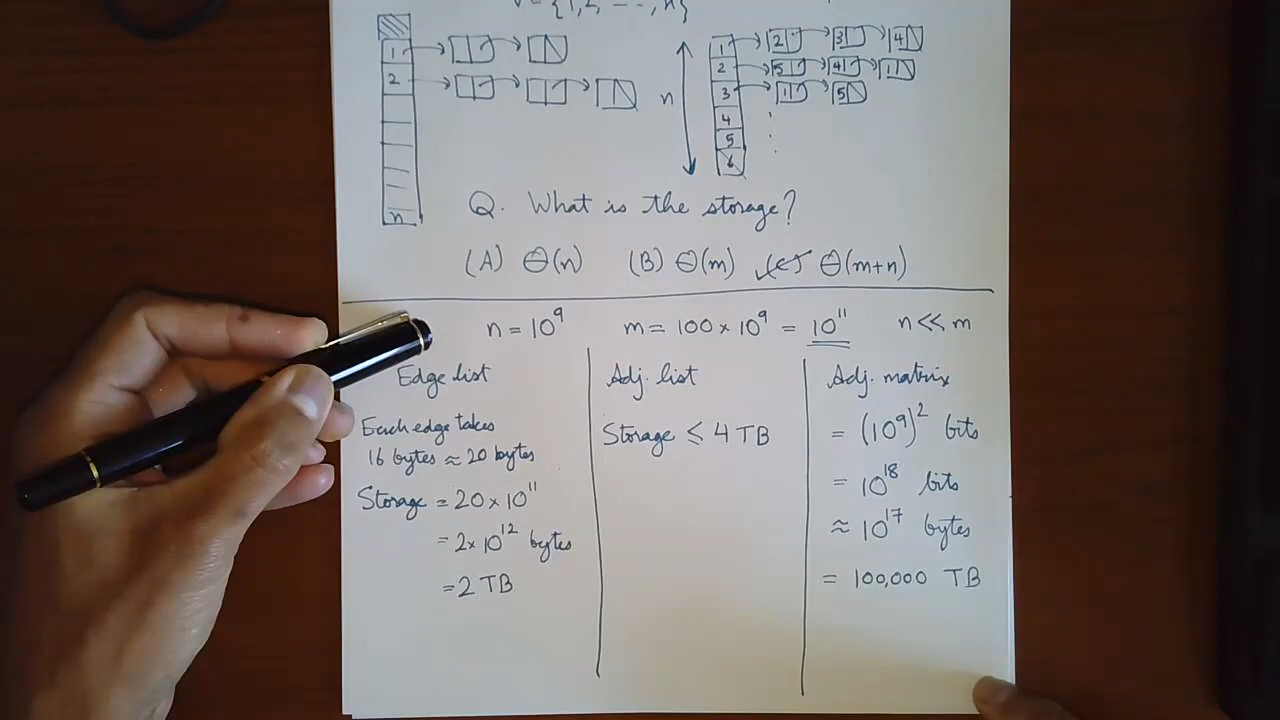 V = {1,2, ---, n}
1
2
n
n
1 2 3 4
2 5 4 1
3 1 5
4
5
6
Q. What is the storage?
(A) Θ(n) (B) Θ(m) (C) Θ(m+n)
n = 10⁹ m = 100 × 10⁹ = 10¹¹ n << m
Edge list
Each edge takes
16 bytes ≈ 20 bytes
Storage = 20 × 10¹¹
= 2 × 10¹² bytes
= 2 TB
Adj. list
Storage ≤ 4 TB
Adj. matrix
= (10⁹)² bits
= 10¹⁸ bits
≈ 10¹⁷ bytes
= 100,000 TB